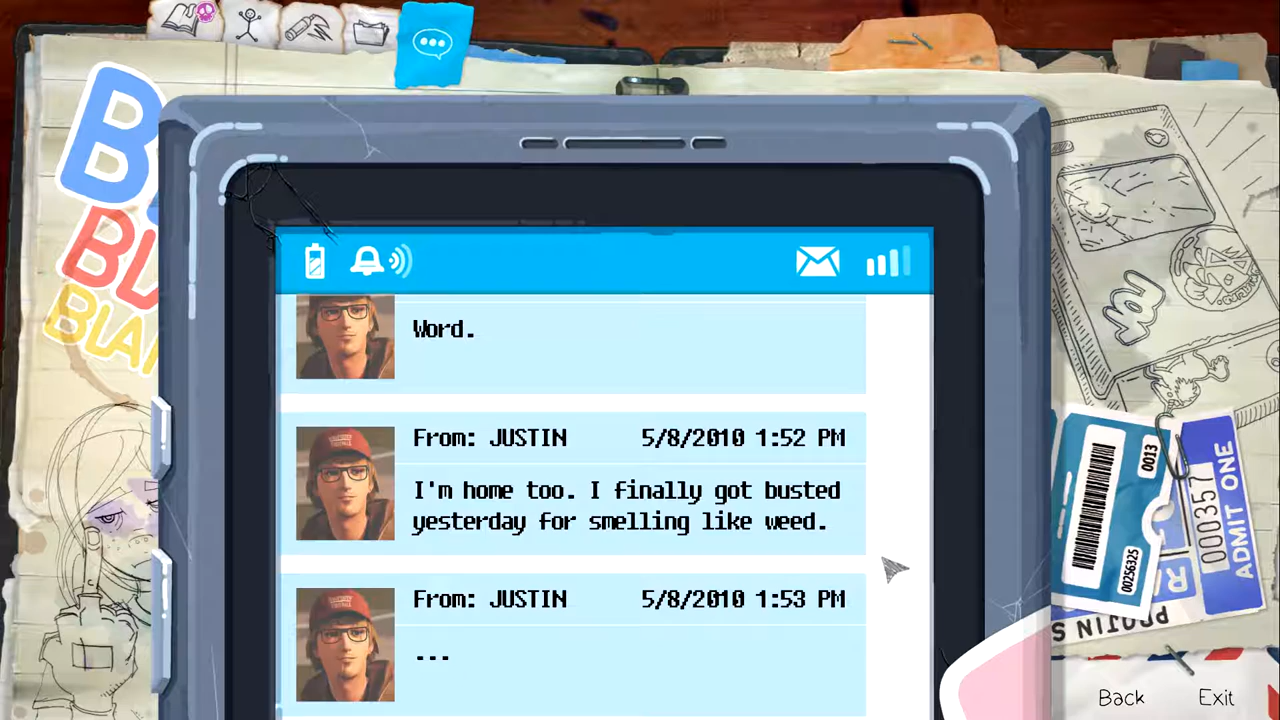 Word.
From: JUSTIN 5/8/2010 1:52 PM
I'm home too. I finally got busted
yesterday for smelling like weed.
From: JUSTIN 5/8/2010 1:53 PM
...
0013
00256325
000357
ADMIT ONE
Back
Exit